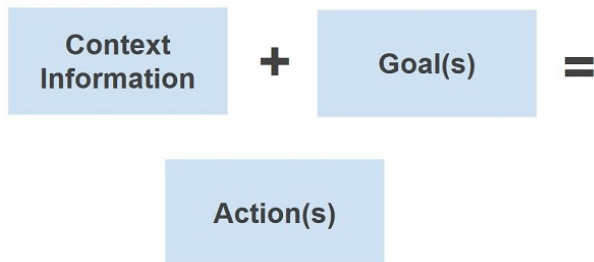 Context
Information
+
Goal(s)
=
Action(s)